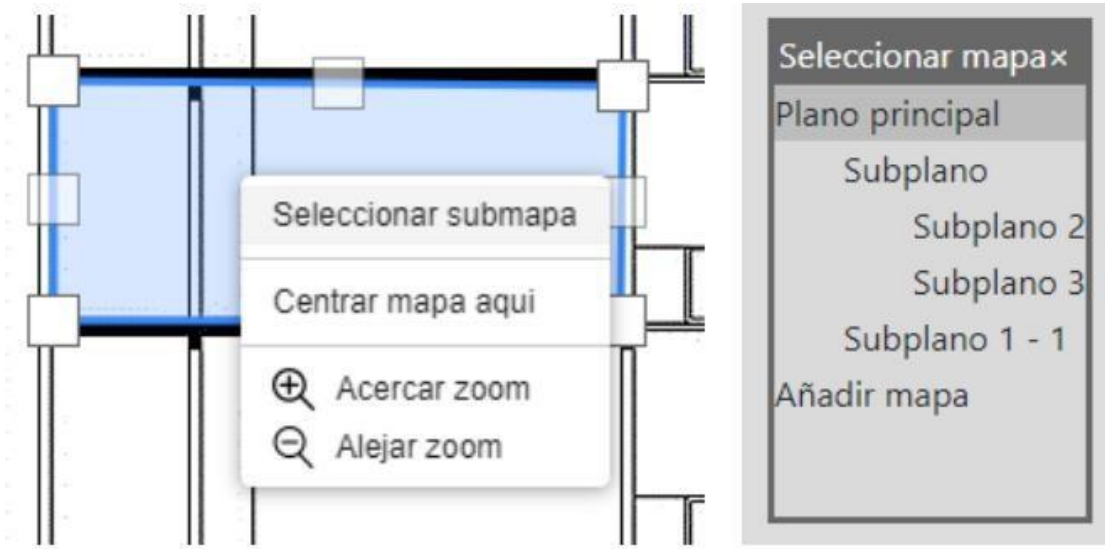 Seleccionar submapa
Centrar mapa aqui
Acercar zoom
Alejar zoom
Seleccionar mapa×
Plano principal
Subplano
Subplano 2
Subplano 3
Subplano 1 - 1
Añadir mapa